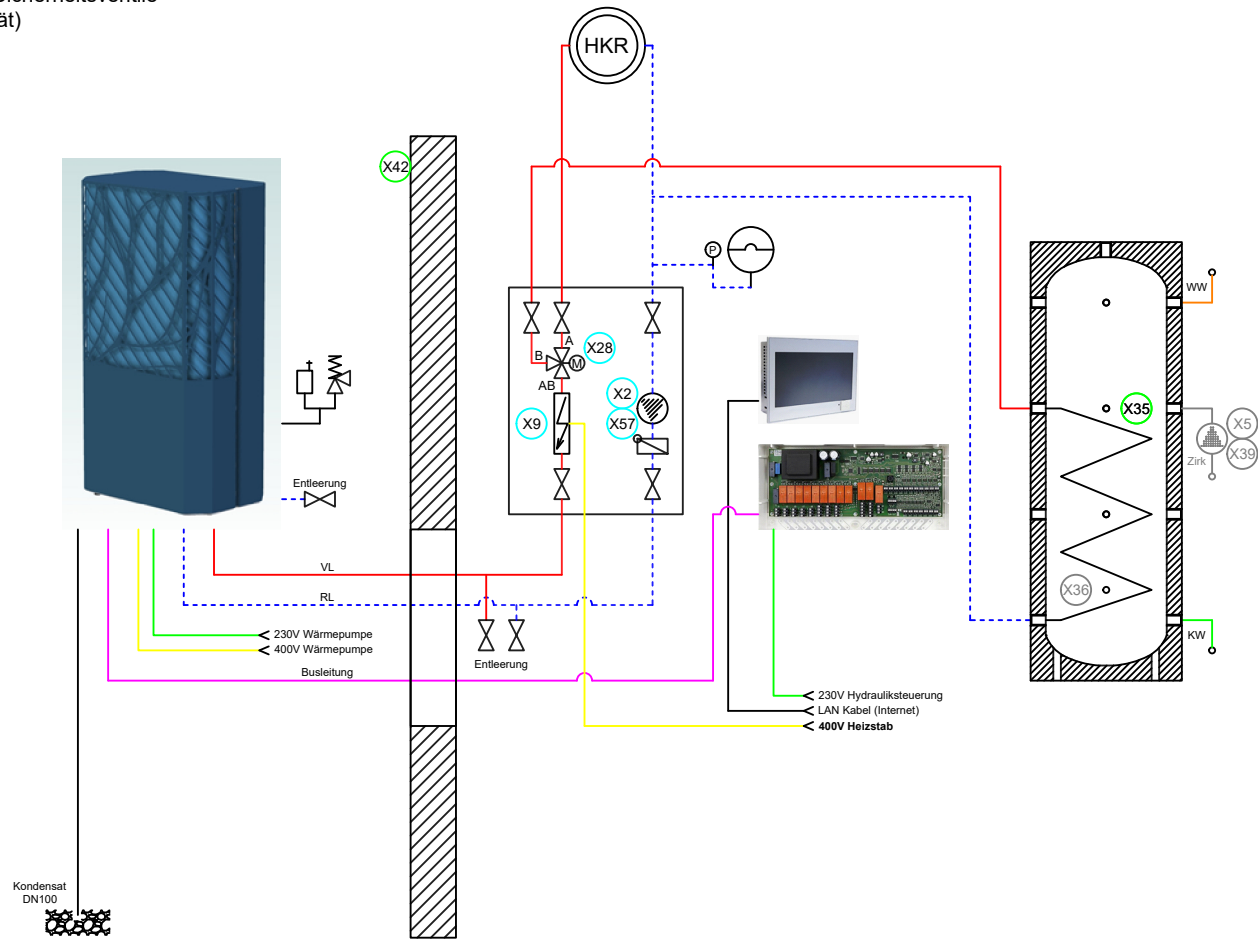 ät)
HKR
X42
P
WW
A
X28
B
M
AB
X2
X9
X57
X35
X5
X39
Zirk
Entleerung
VL
RL
X36
230V Wärmepumpe
400V Wärmepumpe
Entleerung
KW
Busleitung
230V Hydrauliksteuerung
LAN Kabel (Internet)
400V Heizstab
Kondensat
DN100